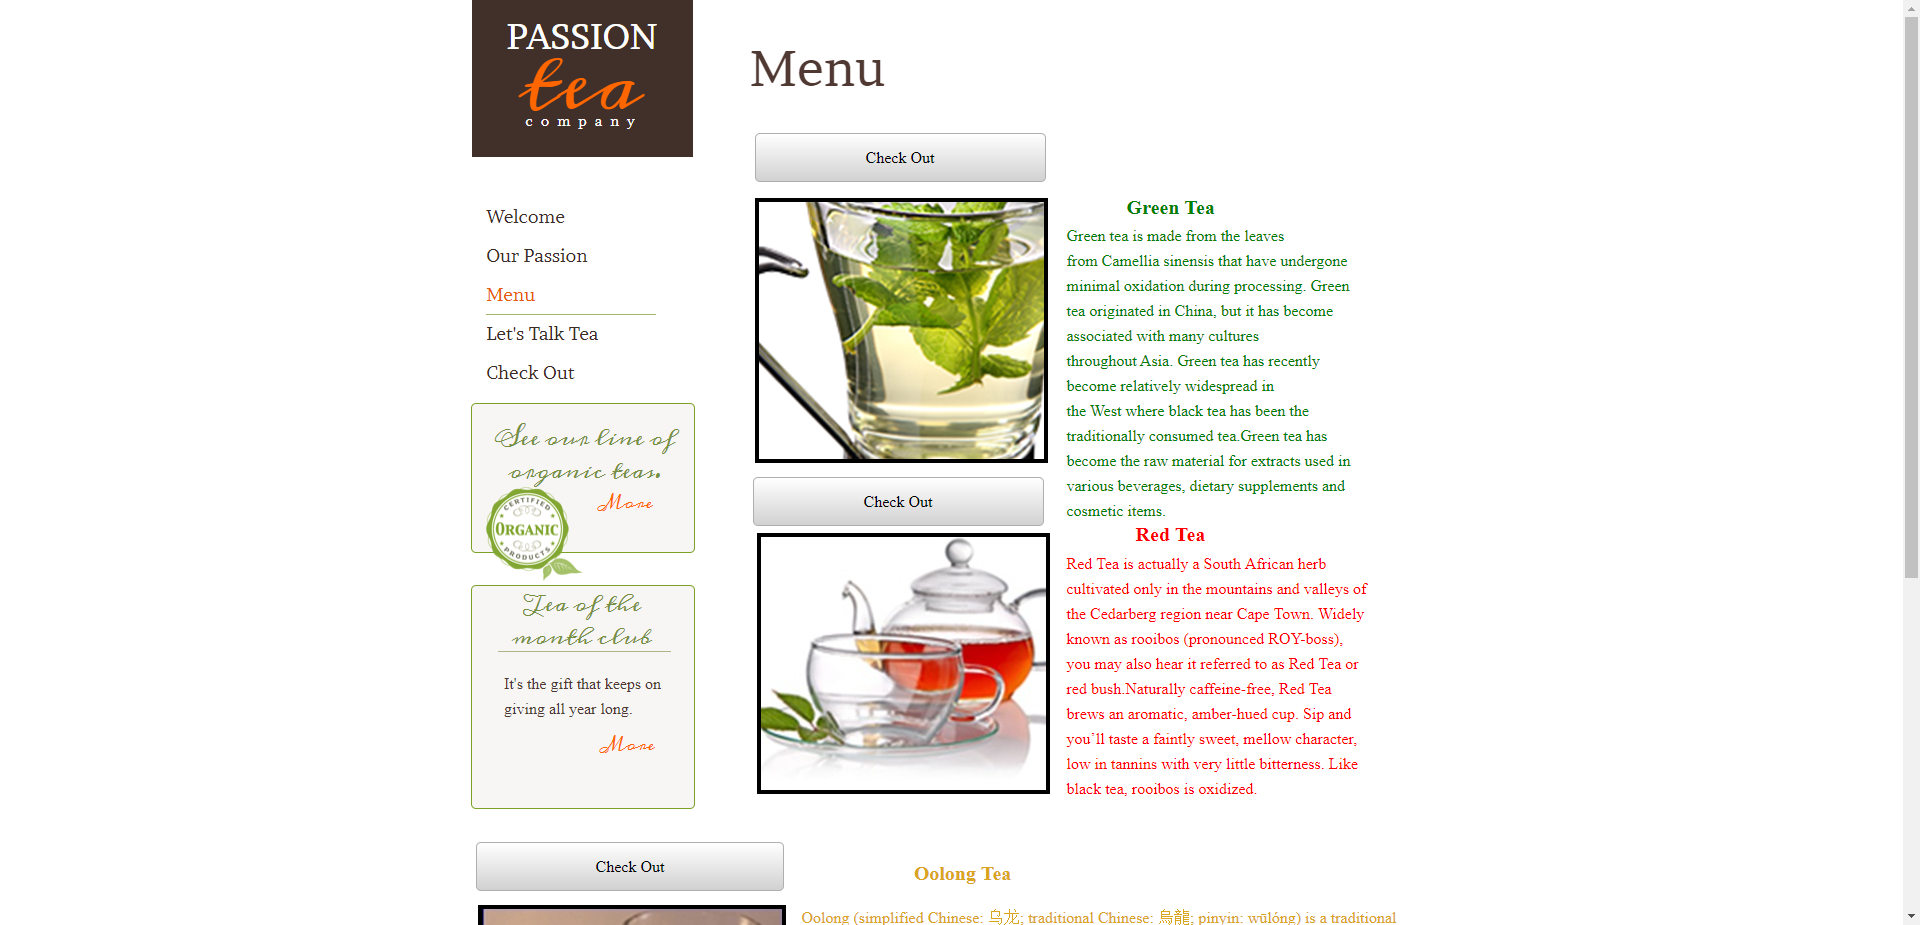 PASSION
tea
company
Welcome
Our Passion
Menu
Let's Talk Tea
Check Out
See our line of
organic teas.
More
CERTIFIED
ORGANIC
PRODUCTS
Tea of the
month club
It's the gift that keeps on
giving all year long.
More
Menu
Check Out
Green Tea
Green tea is made from the leaves
from Camellia sinensis that have undergone
minimal oxidation during processing. Green
tea originated in China, but it has become
associated with many cultures
throughout Asia. Green tea has recently
become relatively widespread in
the West where black tea has been the
traditionally consumed tea.Green tea has
become the raw material for extracts used in
various beverages, dietary supplements and
cosmetic items.
Check Out
Red Tea
Red Tea is actually a South African herb
cultivated only in the mountains and valleys of
the Cedarberg region near Cape Town. Widely
known as rooibos (pronounced ROY-boss),
you may also hear it referred to as Red Tea or
red bush.Naturally caffeine-free, Red Tea
brews an aromatic, amber-hued cup. Sip and
you’ll taste a faintly sweet, mellow character,
low in tannins with very little bitterness. Like
black tea, rooibos is oxidized.
Check Out
Oolong Tea
Oolong (simplified Chinese: 乌龙; traditional Chinese: 烏龍; pinyin: wūlóng) is a traditional